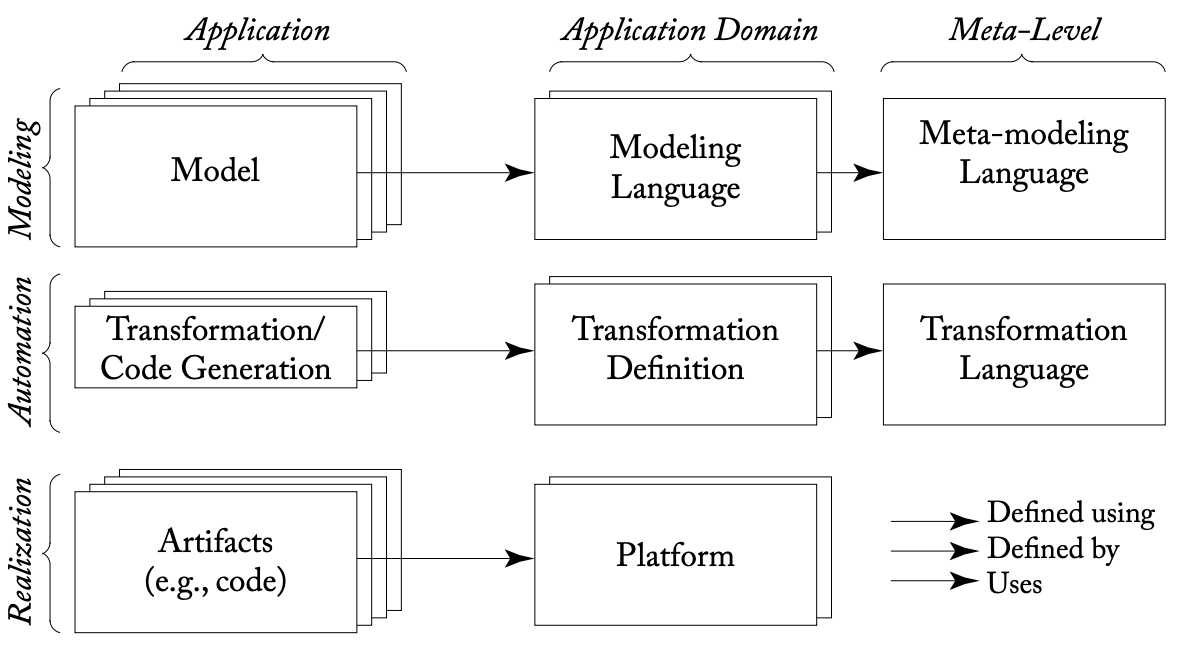 Application
Application Domain
Meta-Level
Modeling
Model
Modeling
Language
Meta-modeling
Language
Automation
Transformation/
Code Generation
Transformation
Definition
Transformation
Language
Realization
Artifacts
(e.g., code)
Platform
Defined using
Defined by
Uses